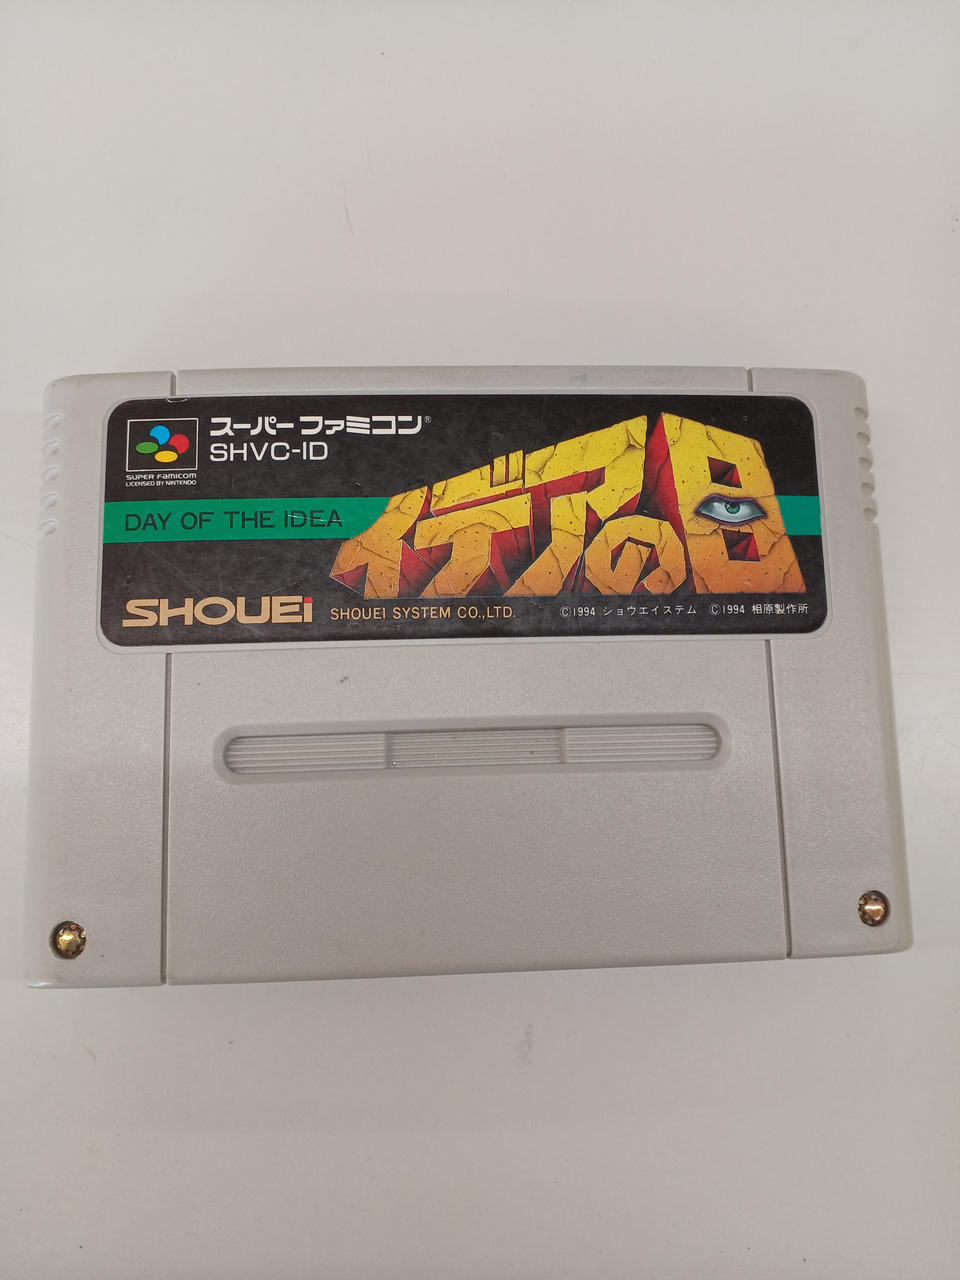 スーパーファミコン®
SHVC-ID
SUPER FAMICOM
LICENSED BY NINTENDO
DAY OF THE IDEA
イデアの日
SHOUEi
SHOUEI SYSTEM CO.,LTD.
©1994 ショウエイステム ©1994 相原製作所